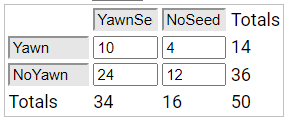 YawnSe NoSeed Totals
Yawn 10 4 14
NoYawn 24 12 36
Totals 34 16 50